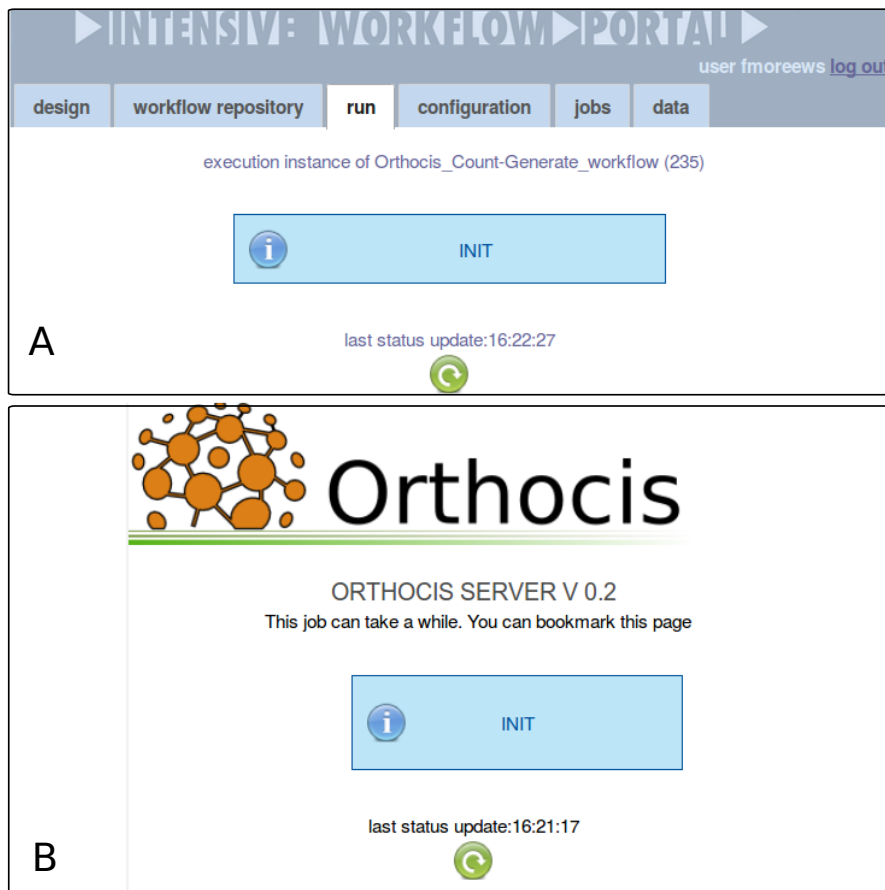 INTENSIVE WORKFLOW PORTAL
user fmoreews log out
design workflow repository run configuration jobs data
execution instance of Orthocis_Count-Generate_workflow (235)
INIT
last status update:16:22:27
A
Orthocis
ORTHOCIS SERVER V 0.2
This job can take a while. You can bookmark this page
INIT
last status update:16:21:17
B